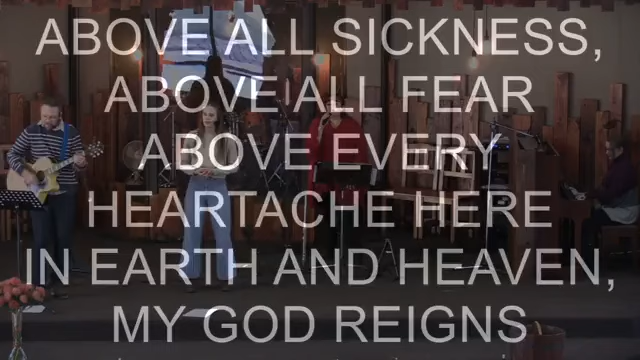 ABOVE ALL SICKNESS,
ABOVE ALL FEAR
ABOVE EVERY
HEARTACHE HERE
IN EARTH AND HEAVEN,
MY GOD REIGNS